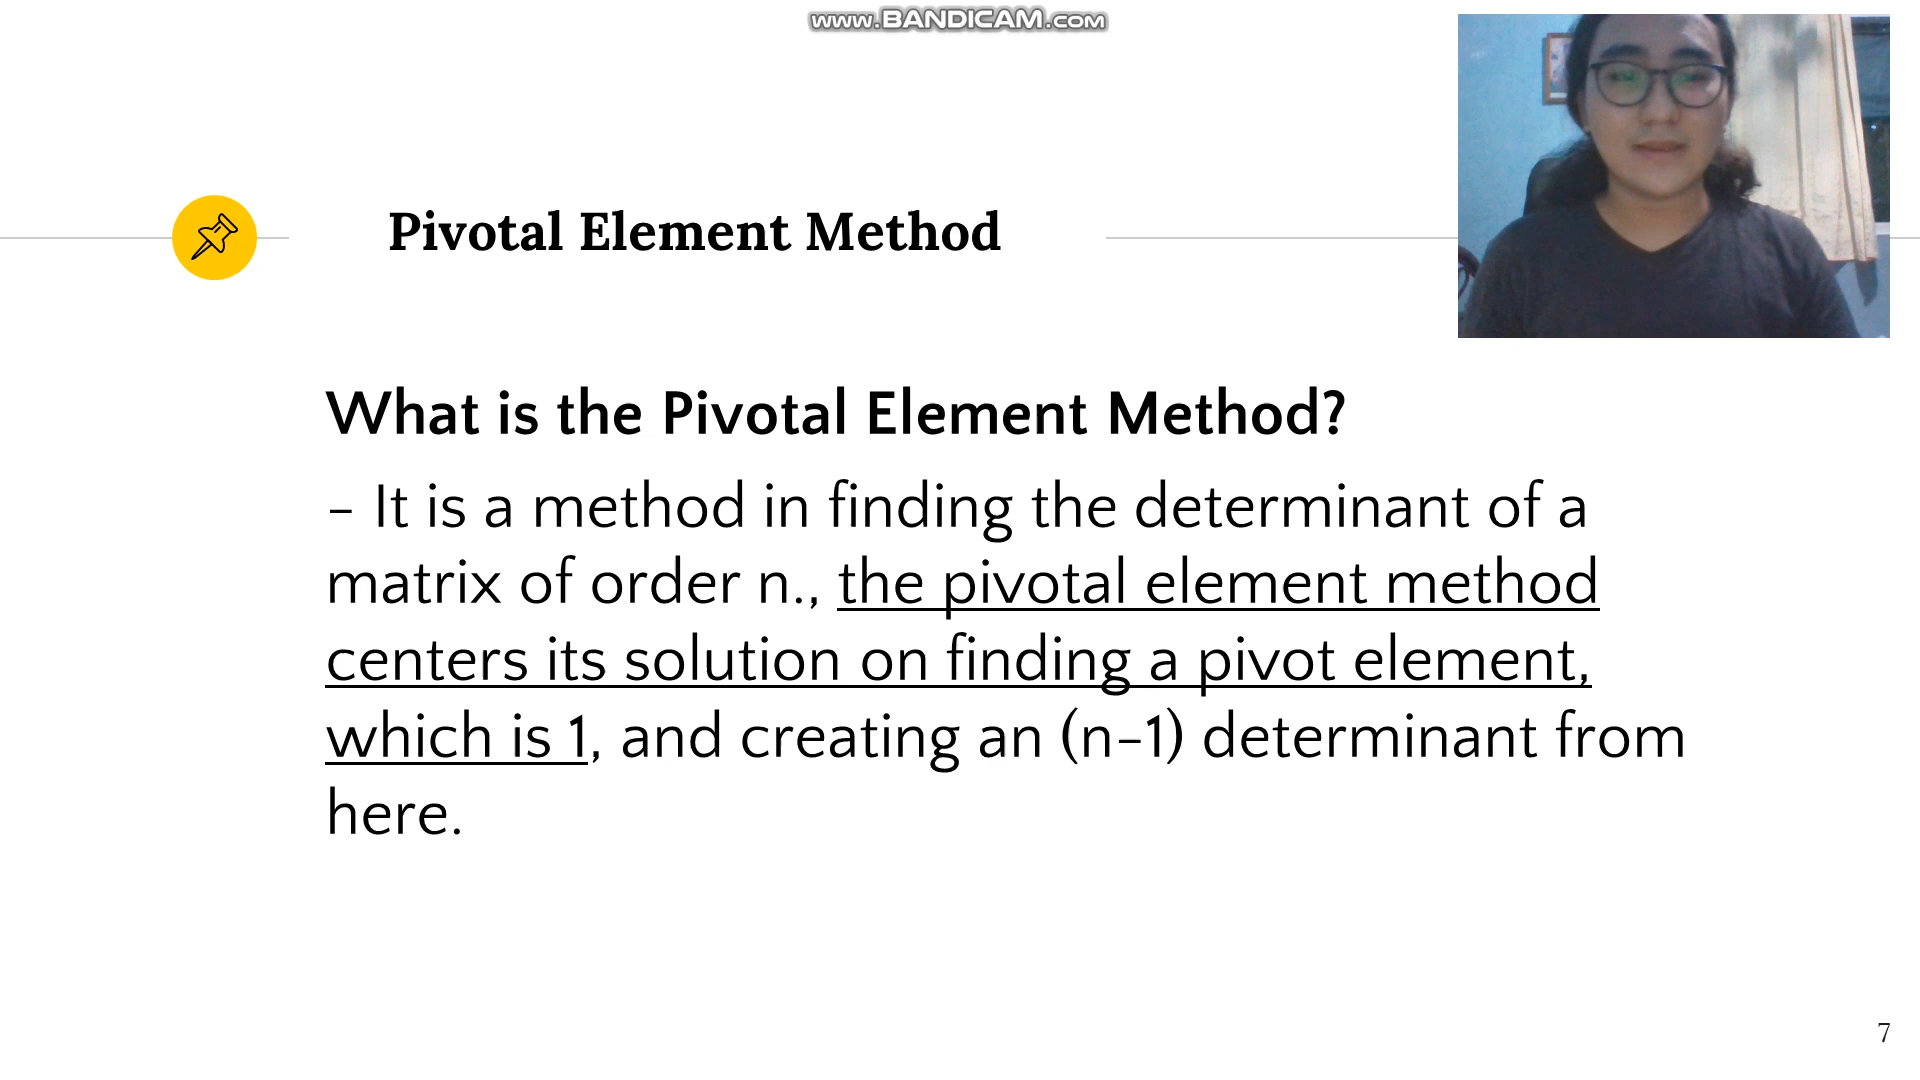 www.BANDICAM.com
Pivotal Element Method
What is the Pivotal Element Method?
– It is a method in finding the determinant of a
matrix of order n., the pivotal element method
centers its solution on finding a pivot element,
which is 1, and creating an (n–1) determinant from
here.
7